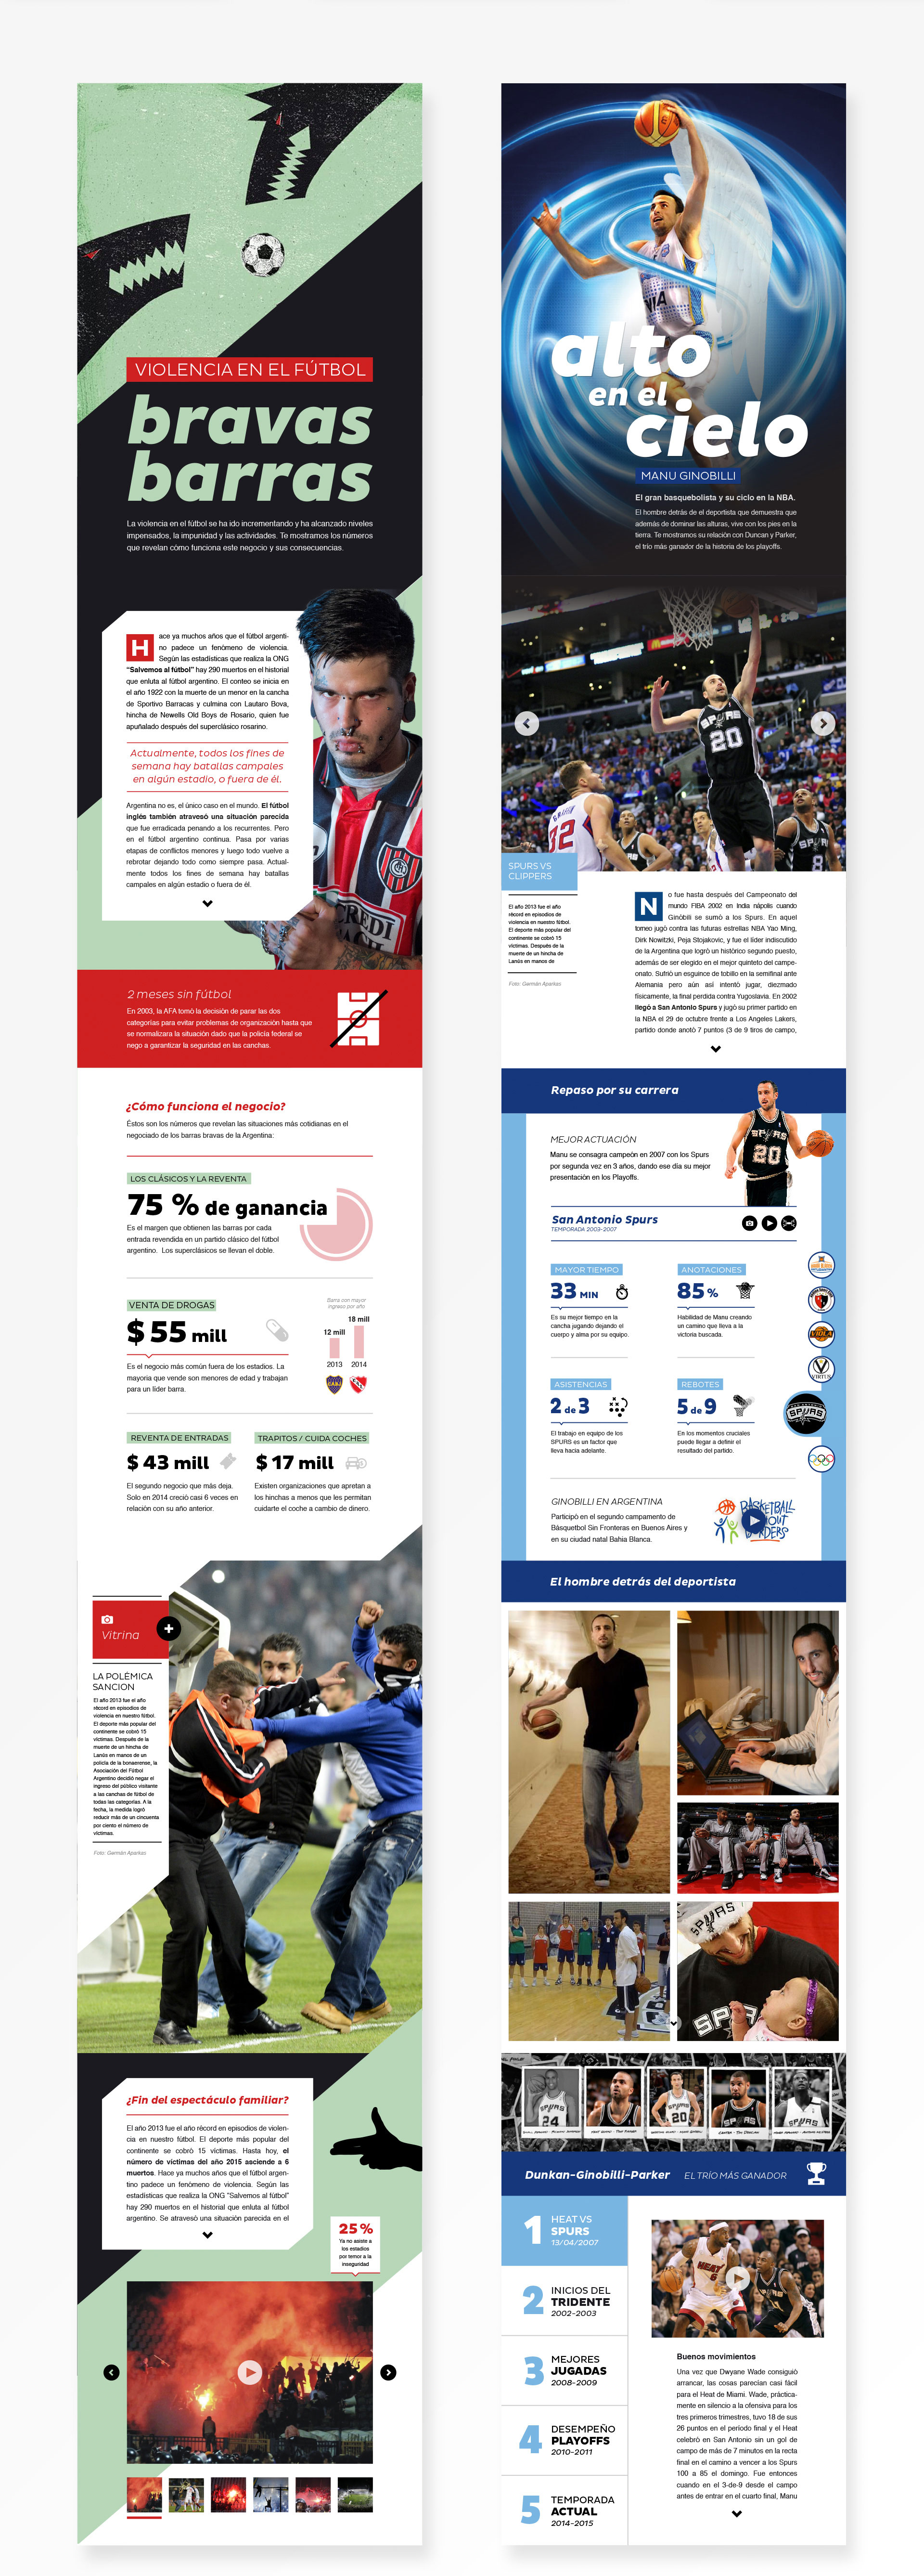 VIOLENCIA EN EL FÚTBOL
bravas
barras
La violencia en el fútbol se ha ido incrementando y ha alcanzado niveles
impensados, la impunidad y las actividades. Te mostramos los números
que revelan cómo funciona este negocio y sus consecuencias.
H
ace ya muchos años que el fútbol argenti-
no padece un fenómeno de violencia.
Según las estadísticas que realiza la ONG
"Salvemos al fútbol" hay 290 muertos en el historial
que enluta al fútbol argentino. El conteo se inicia en
el año 1922 con la muerte de un menor en la cancha
de Sportivo Barracas y culmina con Lautaro Bova,
hincha de Newells Old Boys de Rosario, quien fue
apuñalado después del superclásico rosarino.
Actualmente, todos los fines de
semana hay batallas campales
en algún estadio, o fuera de él.
Argentina no es, el único caso en el mundo. El fútbol
inglés también atravesó una situación parecida
que fue erradicada penando a los recurrentes. Pero
en el fútbol argentino continua. Pasa por varias
etapas de conflictos menores y luego todo vuelve a
rebrotar dejando todo como siempre pasa. Actual-
mente todos los fines de semana hay batallas
campales en algún estadio o fuera de él.
2 meses sin fútbol
En 2003, la AFA tomó la decisión de parar las dos
categorías para evitar problemas de organización hasta que
se normalizara la situación dado que la policía federal se
nego a garantizar la seguridad en las canchas.
¿Cómo funciona el negocio?
Éstos son los números que revelan las situaciones más cotidianas en el
negociado de los barras bravas de la Argentina:
LOS CLÁSICOS Y LA REVENTA
75 % de ganancia
Es el margen que obtienen las barras por cada
entrada revendida en un partido clásico del fútbol
argentino. Los superclásicos se llevan el doble.
VENTA DE DROGAS
$ 55 mill
Es el negocio más común fuera de los estadios. La
mayoria que vende son menores de edad y trabajan
para un líder barra.
Barra con mayor
ingreso por año
12 mill
18 mill
2013
2014
REVENTA DE ENTRADAS
$ 43 mill
El segundo negocio que más deja.
Solo en 2014 creció casi 6 veces en
relación con su año anterior.
TRAPITOS / CUIDA COCHES
$ 17 mill
Existen organizaciones que apretan a
los hinchas a menos que les permitan
cuidarte el coche a cambio de dinero.
Vitrina
LA POLÉMICA
SANCION
El año 2013 fue el año
récord en episodios de
violencia en nuestro fútbol.
El deporte más popular del
continente se cobró 15
víctimas. Después de la
muerte de un hincha de
Lanús en manos de un
policía de la bonaerense, la
Asociación del Fútbol
Argentino decidió negar el
ingreso del público visitante
a las canchas de fútbol de
todas las categorías. A la
fecha, la medida logró
reducir más de un cincuenta
por ciento el número de
víctimas.
Foto: Germán Aparkas
¿Fin del espectáculo familiar?
El año 2013 fue el año récord en episodios de violen-
cia en nuestro fútbol. El deporte más popular del
continente se cobró 15 víctimas. Hasta hoy, el
número de víctimas del año 2015 asciende a 6
muertos. Hace ya muchos años que el fútbol argen-
tino padece un fenómeno de violencia. Según las
estadísticas que realiza la ONG "Salvemos al fútbol"
hay 290 muertos en el historial que enluta al fútbol
argentino. Se atravesó una situación parecida en el
25 %
Ya no asiste a
los estadios
por temor a la
inseguridad
alto
en el
cielo
MANU GINOBILLI
El gran basquebolista y su ciclo en la NBA.
El hombre detrás de el deportista que demuestra que
además de dominar las alturas, vive con los pies en la
tierra. Te mostramos su relación con Duncan y Parker,
el trío más ganador de la historia de los playoffs.
SPURS
20
32
SPURS VS
CLIPPERS
El año 2013 fue el año
récord en episodios de
violencia en nuestro fútbol.
El deporte más popular del
continente se cobró 15
víctimas. Después de la
muerte de un hincha de
Lanús en manos de
Foto: Germán Aparkas
N
o fue hasta después del Campeonato del
mundo FIBA 2002 en India nápolis cuando
Ginóbili se sumó a los Spurs. En aquel
torneo jugó contra las futuras estrellas NBA Yao Ming,
Dirk Nowitzki, Peja Stojakovic, y fue el líder indiscutido
de la Argentina que logró un histórico segundo puesto,
además de ser elegido en el mejor quinteto del campe-
onato. Sufrió un esguince de tobillo en la semifinal ante
Alemania pero aún así intentó jugar, diezmado
físicamente, la final perdida contra Yugoslavia. En 2002
llegó a San Antonio Spurs y jugó su primer partido en
la NBA el 29 de octubre frente a Los Angeles Lakers,
partido donde anotó 7 puntos (3 de 9 tiros de campo,
Repaso por su carrera
MEJOR ACTUACIÓN
Manu se consagra campeón en 2007 con los Spurs
por segunda vez en 3 años, dando ese día su mejor
presentación en los Playoffs.
SPURS
20
San Antonio Spurs
TEMPORADA 2003-2007
MAYOR TIEMPO
33 MIN
Es su mejor tiempo en la
cancha jugando dejando el
cuerpo y alma por su equipo.
ANOTACIONES
85 %
Habilidad de Manu creando
un camino que lleva a la
victoria buscada.
ASISTENCIAS
2 de 3
El trabajo en equipo de los
SPURS es un factor que
lleva hacia adelante.
REBOTES
5 de 9
En los momentos cruciales
puede llegar a definir el
resultado del partido.
VIRTUS
SPURS
GINOBILLI EN ARGENTINA
Participó en el segundo campamento de
Básquetbol Sin Fronteras en Buenos Aires y
en su ciudad natal Bahia Blanca.
El hombre detrás del deportista
SPURS
Dunkan-Ginobilli-Parker
EL TRÍO MÁS GANADOR
1
HEAT VS
SPURS
13/04/2007
2
INICIOS DEL
TRIDENTE
2002-2003
3
MEJORES
JUGADAS
2008-2009
4
DESEMPEÑO
PLAYOFFS
2010-2011
5
TEMPORADA
ACTUAL
2014-2015
HEAT
6
Buenos movimientos
Una vez que Dwyane Wade consiguió
arrancar, las cosas parecían casi fácil
para el Heat de Miami. Wade, práctica-
mente en silencio a la ofensiva para los
tres primeros trimestres, tuvo 18 de sus
26 puntos en el período final y el Heat
celebró en San Antonio sin un gol de
campo de más de 7 minutos en la recta
final en el camino a vencer a los Spurs
100 a 85 el domingo. Fue entonces
cuando en el 3-de-9 desde el campo
antes de entrar en el cuarto final, Manu